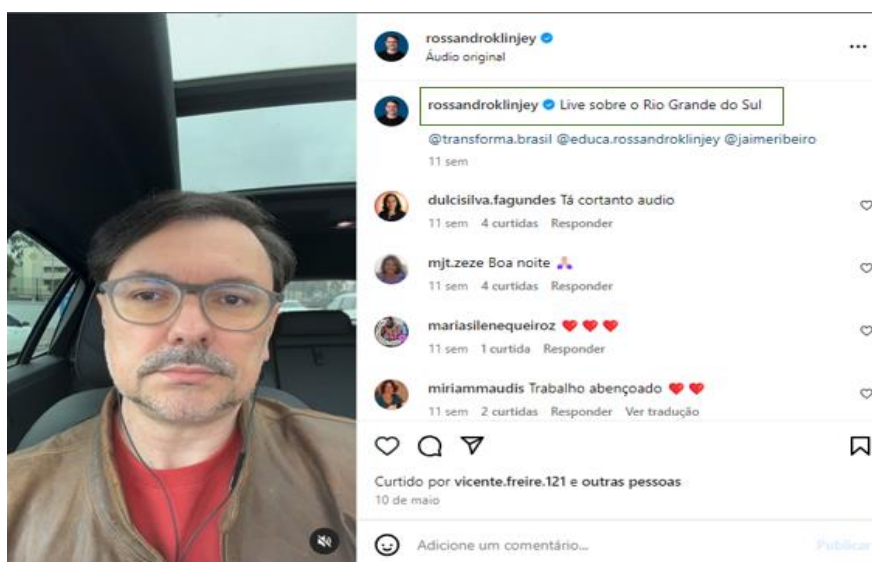 rossandroklinjey
Áudio original
rossandroklinjey Live sobre o Rio Grande do Sul
@transforma.brasil @educa.rossandroklinjey @jaimeribeiro
11 sem
dulcisilva.fagundes Tá cortanto audio
11 sem 4 curtidas Responder
mjt.zeze Boa noite 🙏🏼
11 sem 4 curtidas Responder
mariasilenequeiroz ❤️ ❤️ ❤️
11 sem 1 curtida Responder
miriammaudis Trabalho abençoado ❤️ ❤️
11 sem 2 curtidas Responder Ver tradução
Curtido por vicente.freire.121 e outras pessoas
10 de maio
Adicione um comentário... Publicar